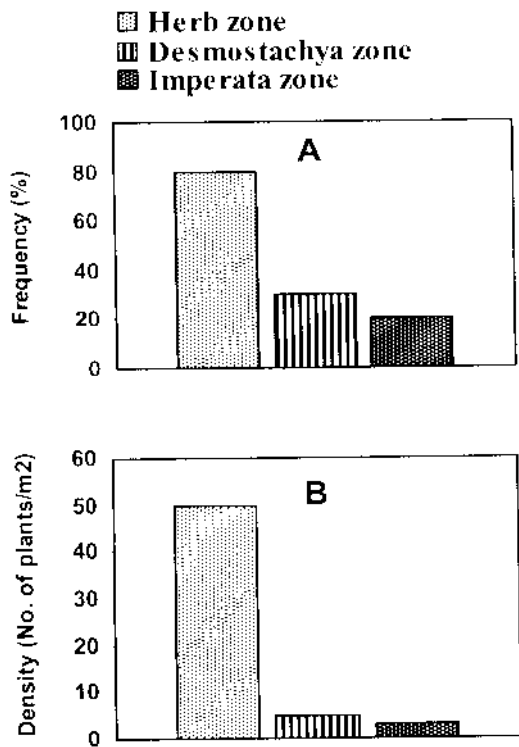 Herb zone
Desmostachya zone
Imperata zone
A
Frequency (%)
100
80
60
40
20
0
B
Density (No. of plants/m2)
60
50
40
30
20
10
0